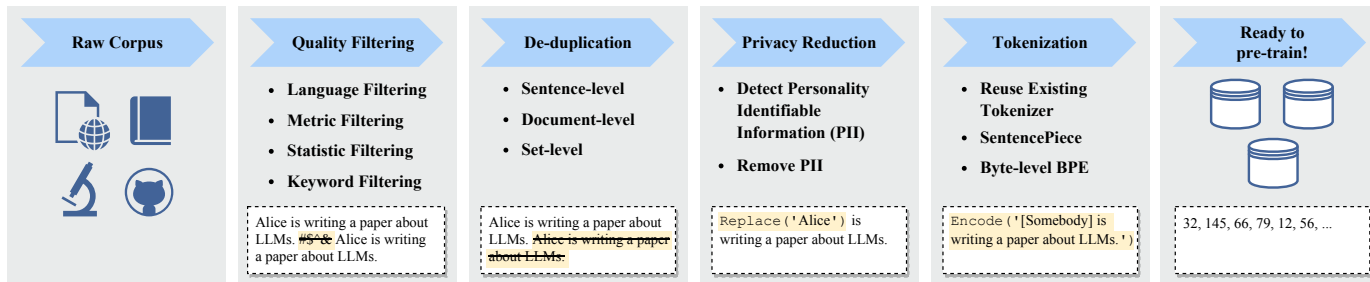 Raw Corpus
Quality Filtering
• Language Filtering
• Metric Filtering
• Statistic Filtering
• Keyword Filtering
Alice is writing a paper about
LLMs. #$^& Alice is writing
a paper about LLMs.
De-duplication
• Sentence-level
• Document-level
• Set-level
Alice is writing a paper about
LLMs. Alice is writing a paper
about LLMs.
Privacy Reduction
• Detect Personality
Identifiable
Information (PII)
• Remove PII
Replace('Alice') is
writing a paper about LLMs.
Tokenization
• Reuse Existing
Tokenizer
• SentencePiece
• Byte-level BPE
Encode('[Somebody] is
writing a paper about LLMs.')
Ready to
pre-train!
32, 145, 66, 79, 12, 56, ...